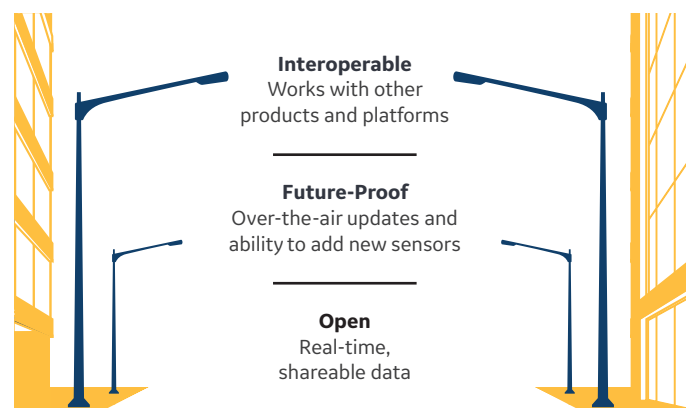 Interoperable
Works with other
products and platforms
Future-Proof
Over-the-air updates and
ability to add new sensors
Open
Real-time,
shareable data